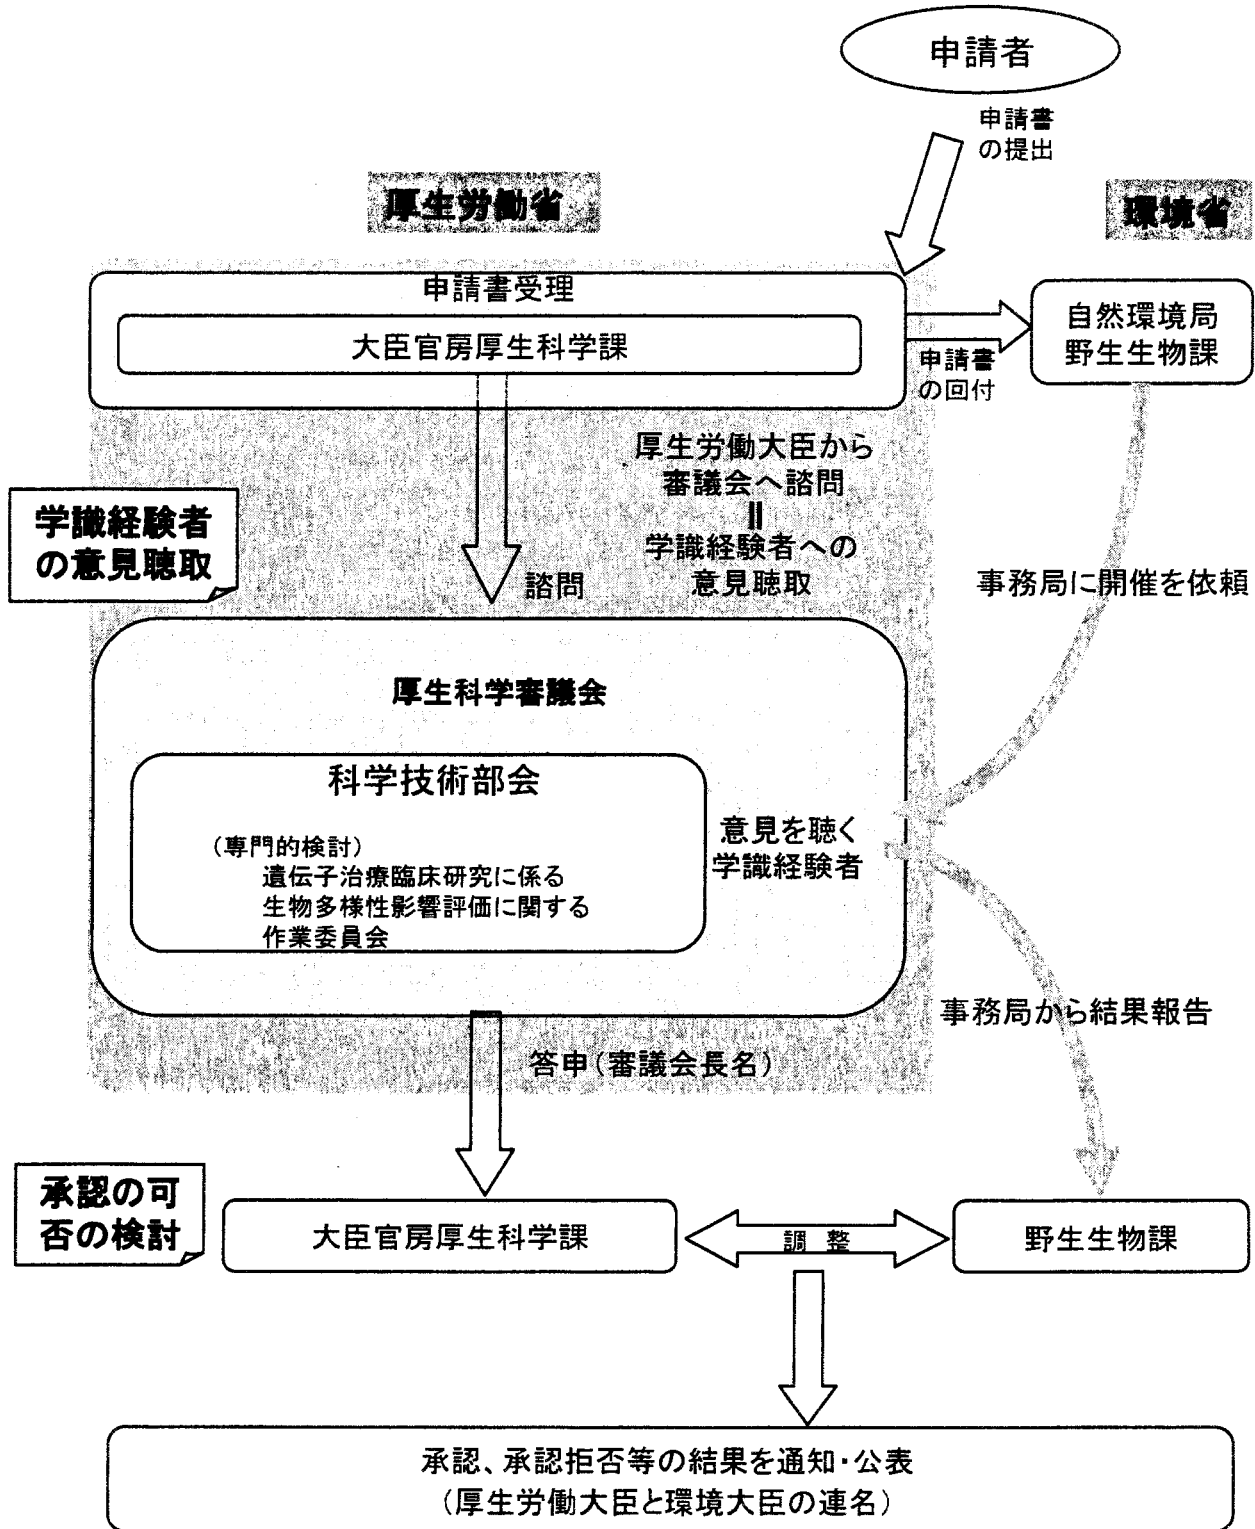 申請者
申請書
の提出
厚生労働省
環境省
申請書受理
大臣官房厚生科学課
自然環境局
野生生物課
申請書
の回付
厚生労働大臣から
審議会へ諮問
||
学識経験者への
意見聴取
学識経験者
の意見聴取
諮問
事務局に開催を依頼
厚生科学審議会
科学技術部会
(専門的検討)
遺伝子治療臨床研究に係る
生物多様性影響評価に関する
作業委員会
意見を聴く
学識経験者
事務局から結果報告
答申(審議会長名)
承認の可
否の検討
大臣官房厚生科学課
調 整
野生生物課
承認、承認拒否等の結果を通知・公表
(厚生労働大臣と環境大臣の連名)